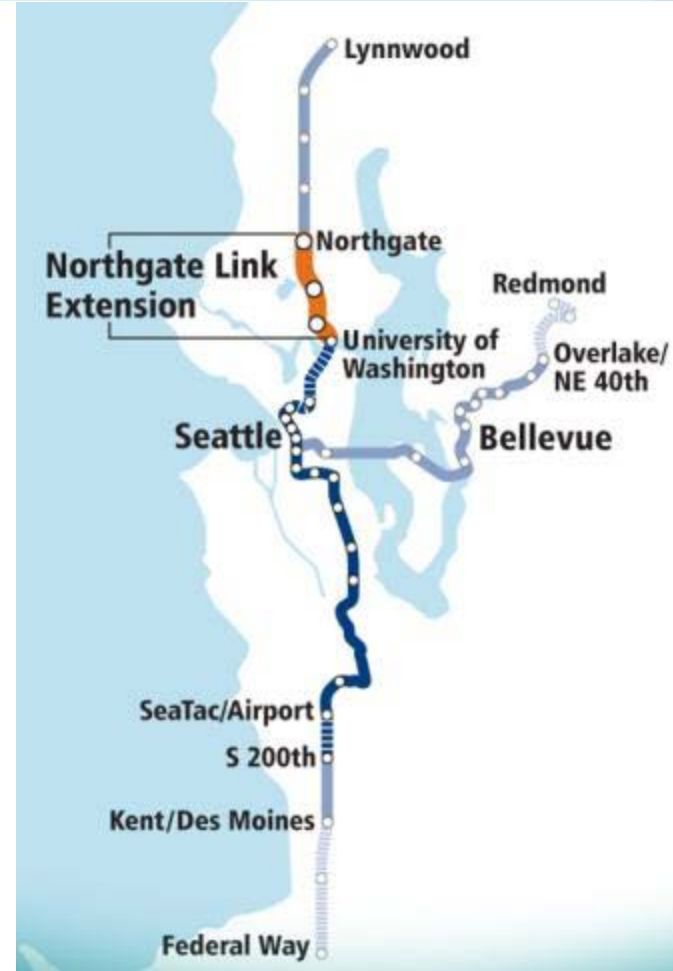 Lynnwood
Northgate
Northgate Link
Extension
Redmond
University of
Washington
Overlake/
NE 40th
Seattle
Bellevue
SeaTac/Airport
S 200th
Kent/Des Moines
Federal Way